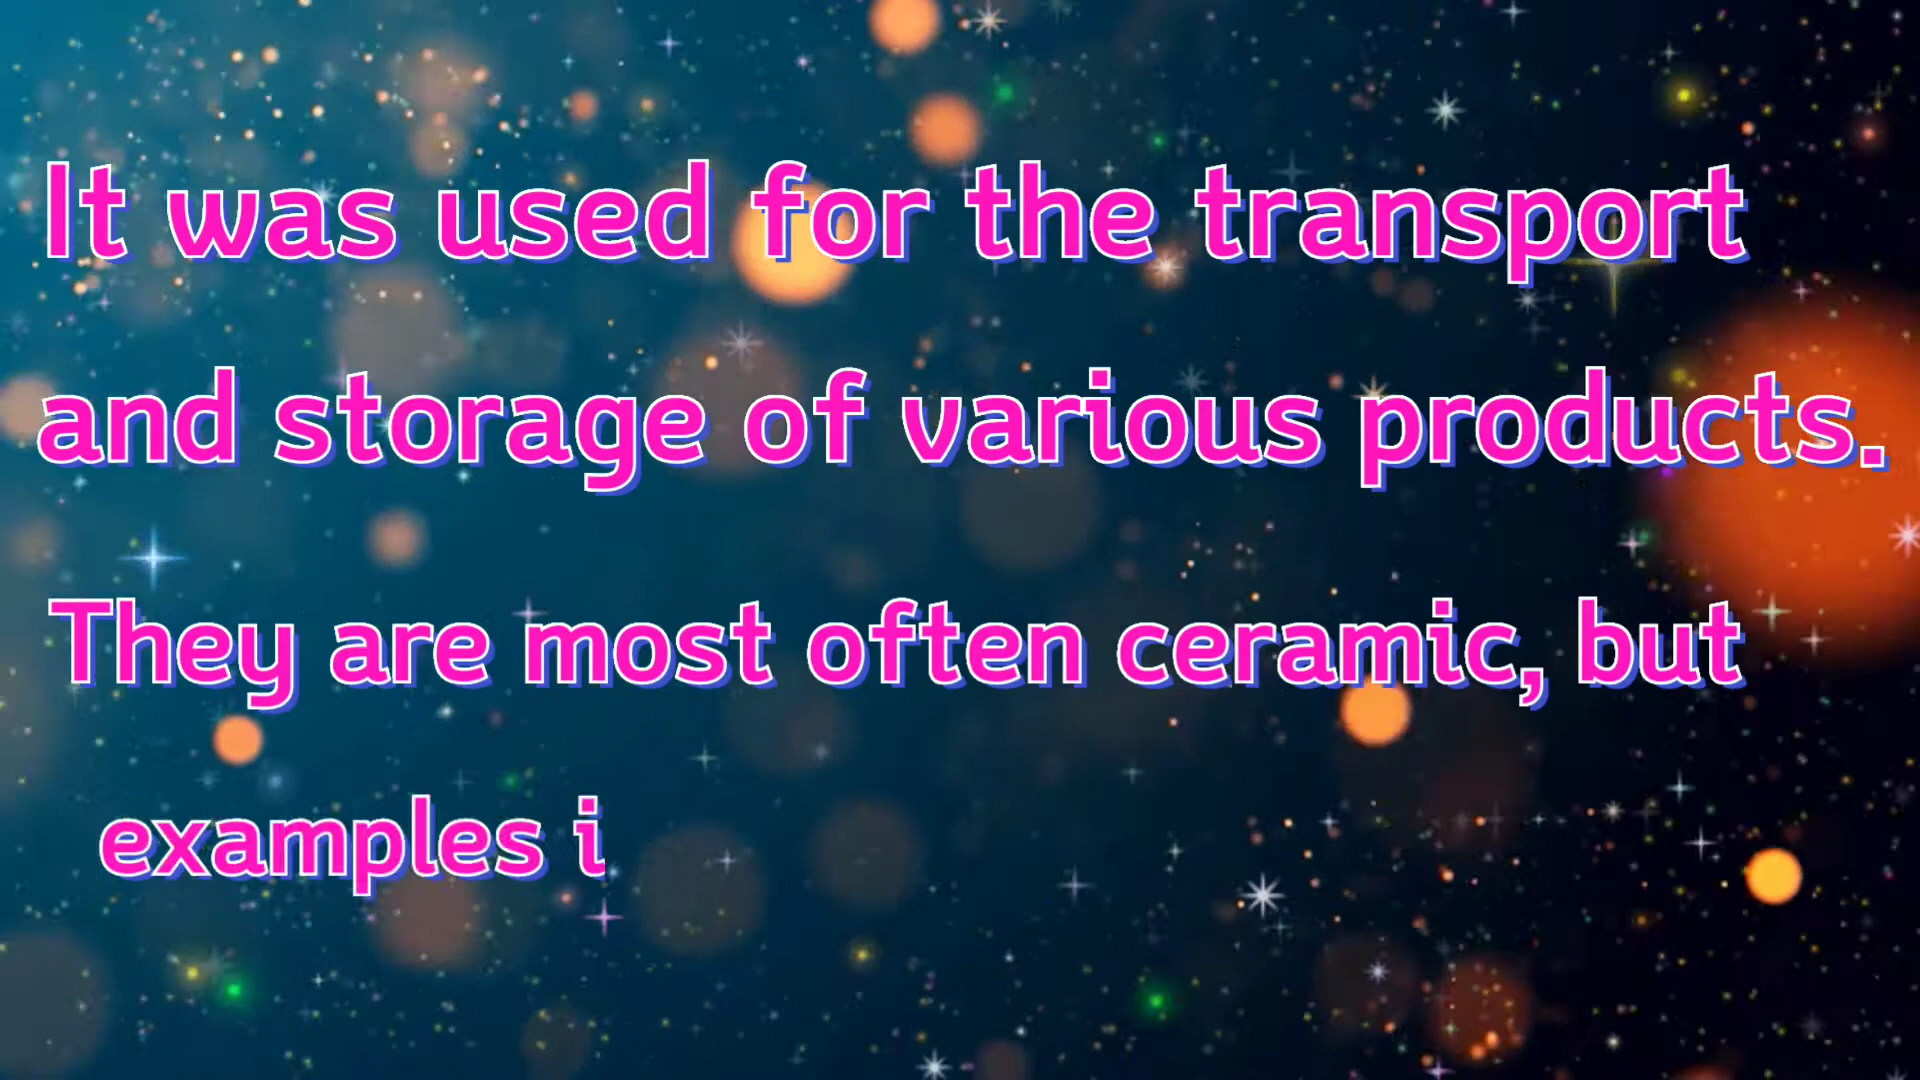 It was used for the transport
and storage of various products.
They are most often ceramic, but
examples i